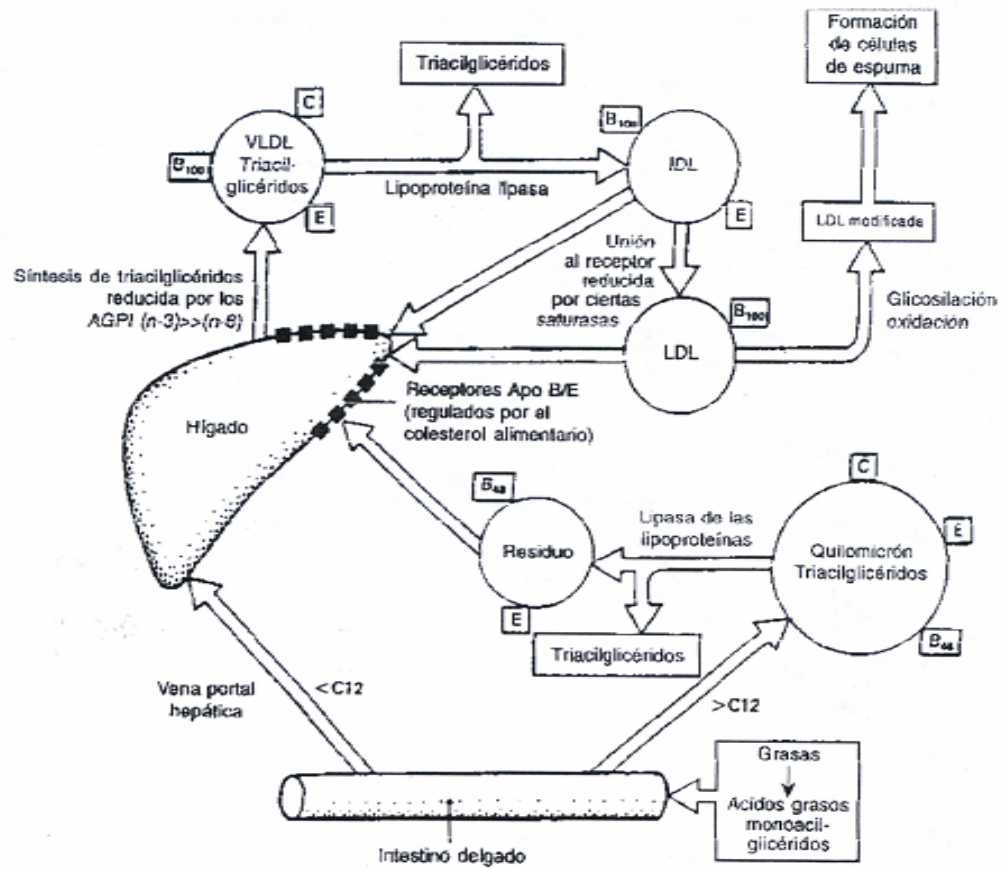 Formación
de células
de espuma
Triacilglicéridos
C
B₁₀₀
VLDL
Triacil-
glicéridos
E
Lipoproteína lipasa
B₁₀₀
IDL
E
LDL modificada
Síntesis de triacilglicéridos
reducida por los
AGPI (n-3)>>(n-6)
Unión
al receptor
reducida
por ciertas
saturasas
B₁₀₀
LDL
Glicosilación
oxidación
Hígado
Receptores Apo B/E
(regulados por el
colesterol alimentario)
B₄₈
Residuo
E
Lipasa de las
lipoproteínas
C
E
Quilomicrón
Triacilglicéridos
B₄₈
Triacilglicéridos
Vena portal
hepática
<C12
>C12
Grasas
Acidos grasos
monoacil-
glicéridos
Intestino delgado